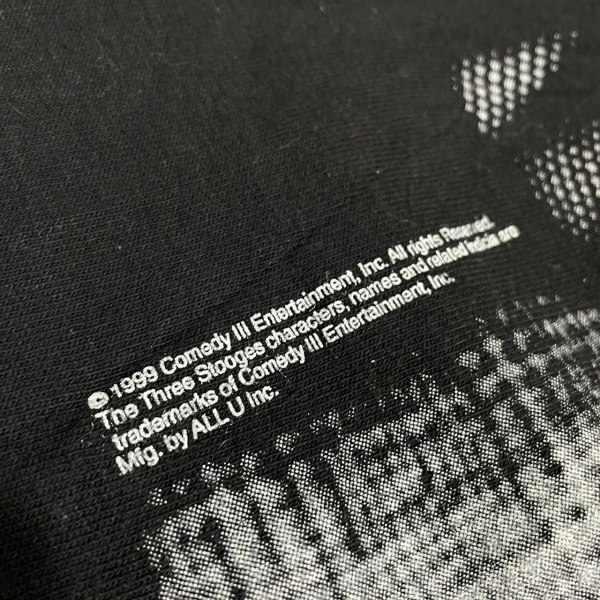 © 1999 Comedy III Entertainment, Inc. All rights Reserved.
The Three Stooges characters, names and related indicia are
trademarks of Comedy III Entertainment, Inc.
Mfg. by ALL U Inc.